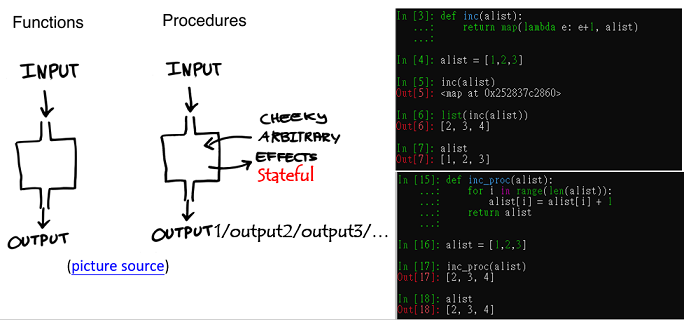 Functions
INPUT
OUTPUT
Procedures
INPUT
CHEEKY
ARBITRARY
EFFECTS
Stateful
OUTPUT1/output2/output3/...
(picture source)
In [3]: def inc(alist):
   ...:     return map(lambda e: e+1, alist)
   ...:
In [4]: alist = [1,2,3]
In [5]: inc(alist)
Out[5]: <map at 0x252837c2860>
In [6]: list(inc(alist))
Out[6]: [2, 3, 4]
In [7]: alist
Out[7]: [1, 2, 3]
In [15]: def inc_proc(alist):
    ...:     for i in range(len(alist)):
    ...:         alist[i] = alist[i] + 1
    ...:     return alist
    ...:
In [16]: alist = [1,2,3]
In [17]: inc_proc(alist)
Out[17]: [2, 3, 4]
In [18]: alist
Out[18]: [2, 3, 4]